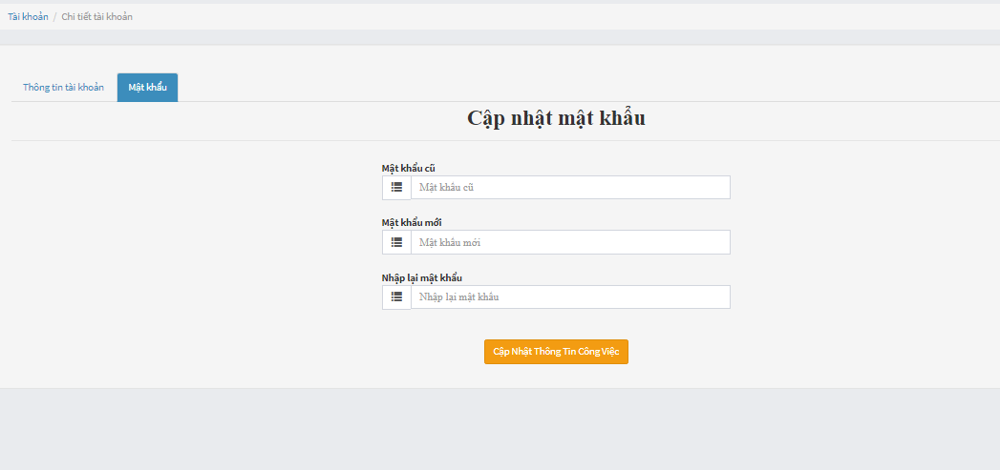 Tài khoản / Chi tiết tài khoản
Thông tin tài khoản
Mật khẩu
Cập nhật mật khẩu
Mật khẩu cũ
Mật khẩu cũ
Mật khẩu mới
Mật khẩu mới
Nhập lại mật khẩu
Nhập lại mật khẩu
Cập Nhật Thông Tin Công Việc